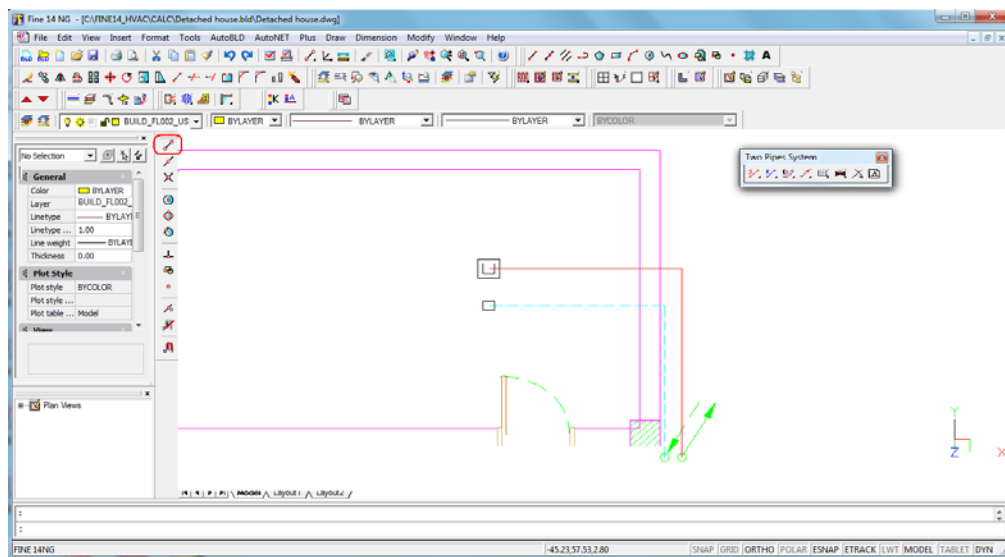 Fine 14 NG - [C:\FINE14_HVAC\CALC\Detached house.bld\Detached house.dwg]
File Edit View Insert Format Tools AutoBLD AutoNET Plus Draw Dimension Modify Window Help
BUILD_FL002_US BYLAYER BYLAYER BYLAYER BYCOLOR
No Selection
General
Color BYLAYER
Layer BUILD_FL002_
Linetype BYLAYI
Linetype ... 1.00
Line weight BYLAYI
Thickness 0.00
Plot Style
Plot style BYCOLOR
Plot style ...
Plot table ... Model
View
Plan Views
Two Pipes System
Y
Z X
Model Layout1 Layout2
:
:
FINE 14NG -45.23,57.53,2.80 SNAP GRID ORTHO POLAR ESNAP ETRACK LWT MODEL TABLET DYN